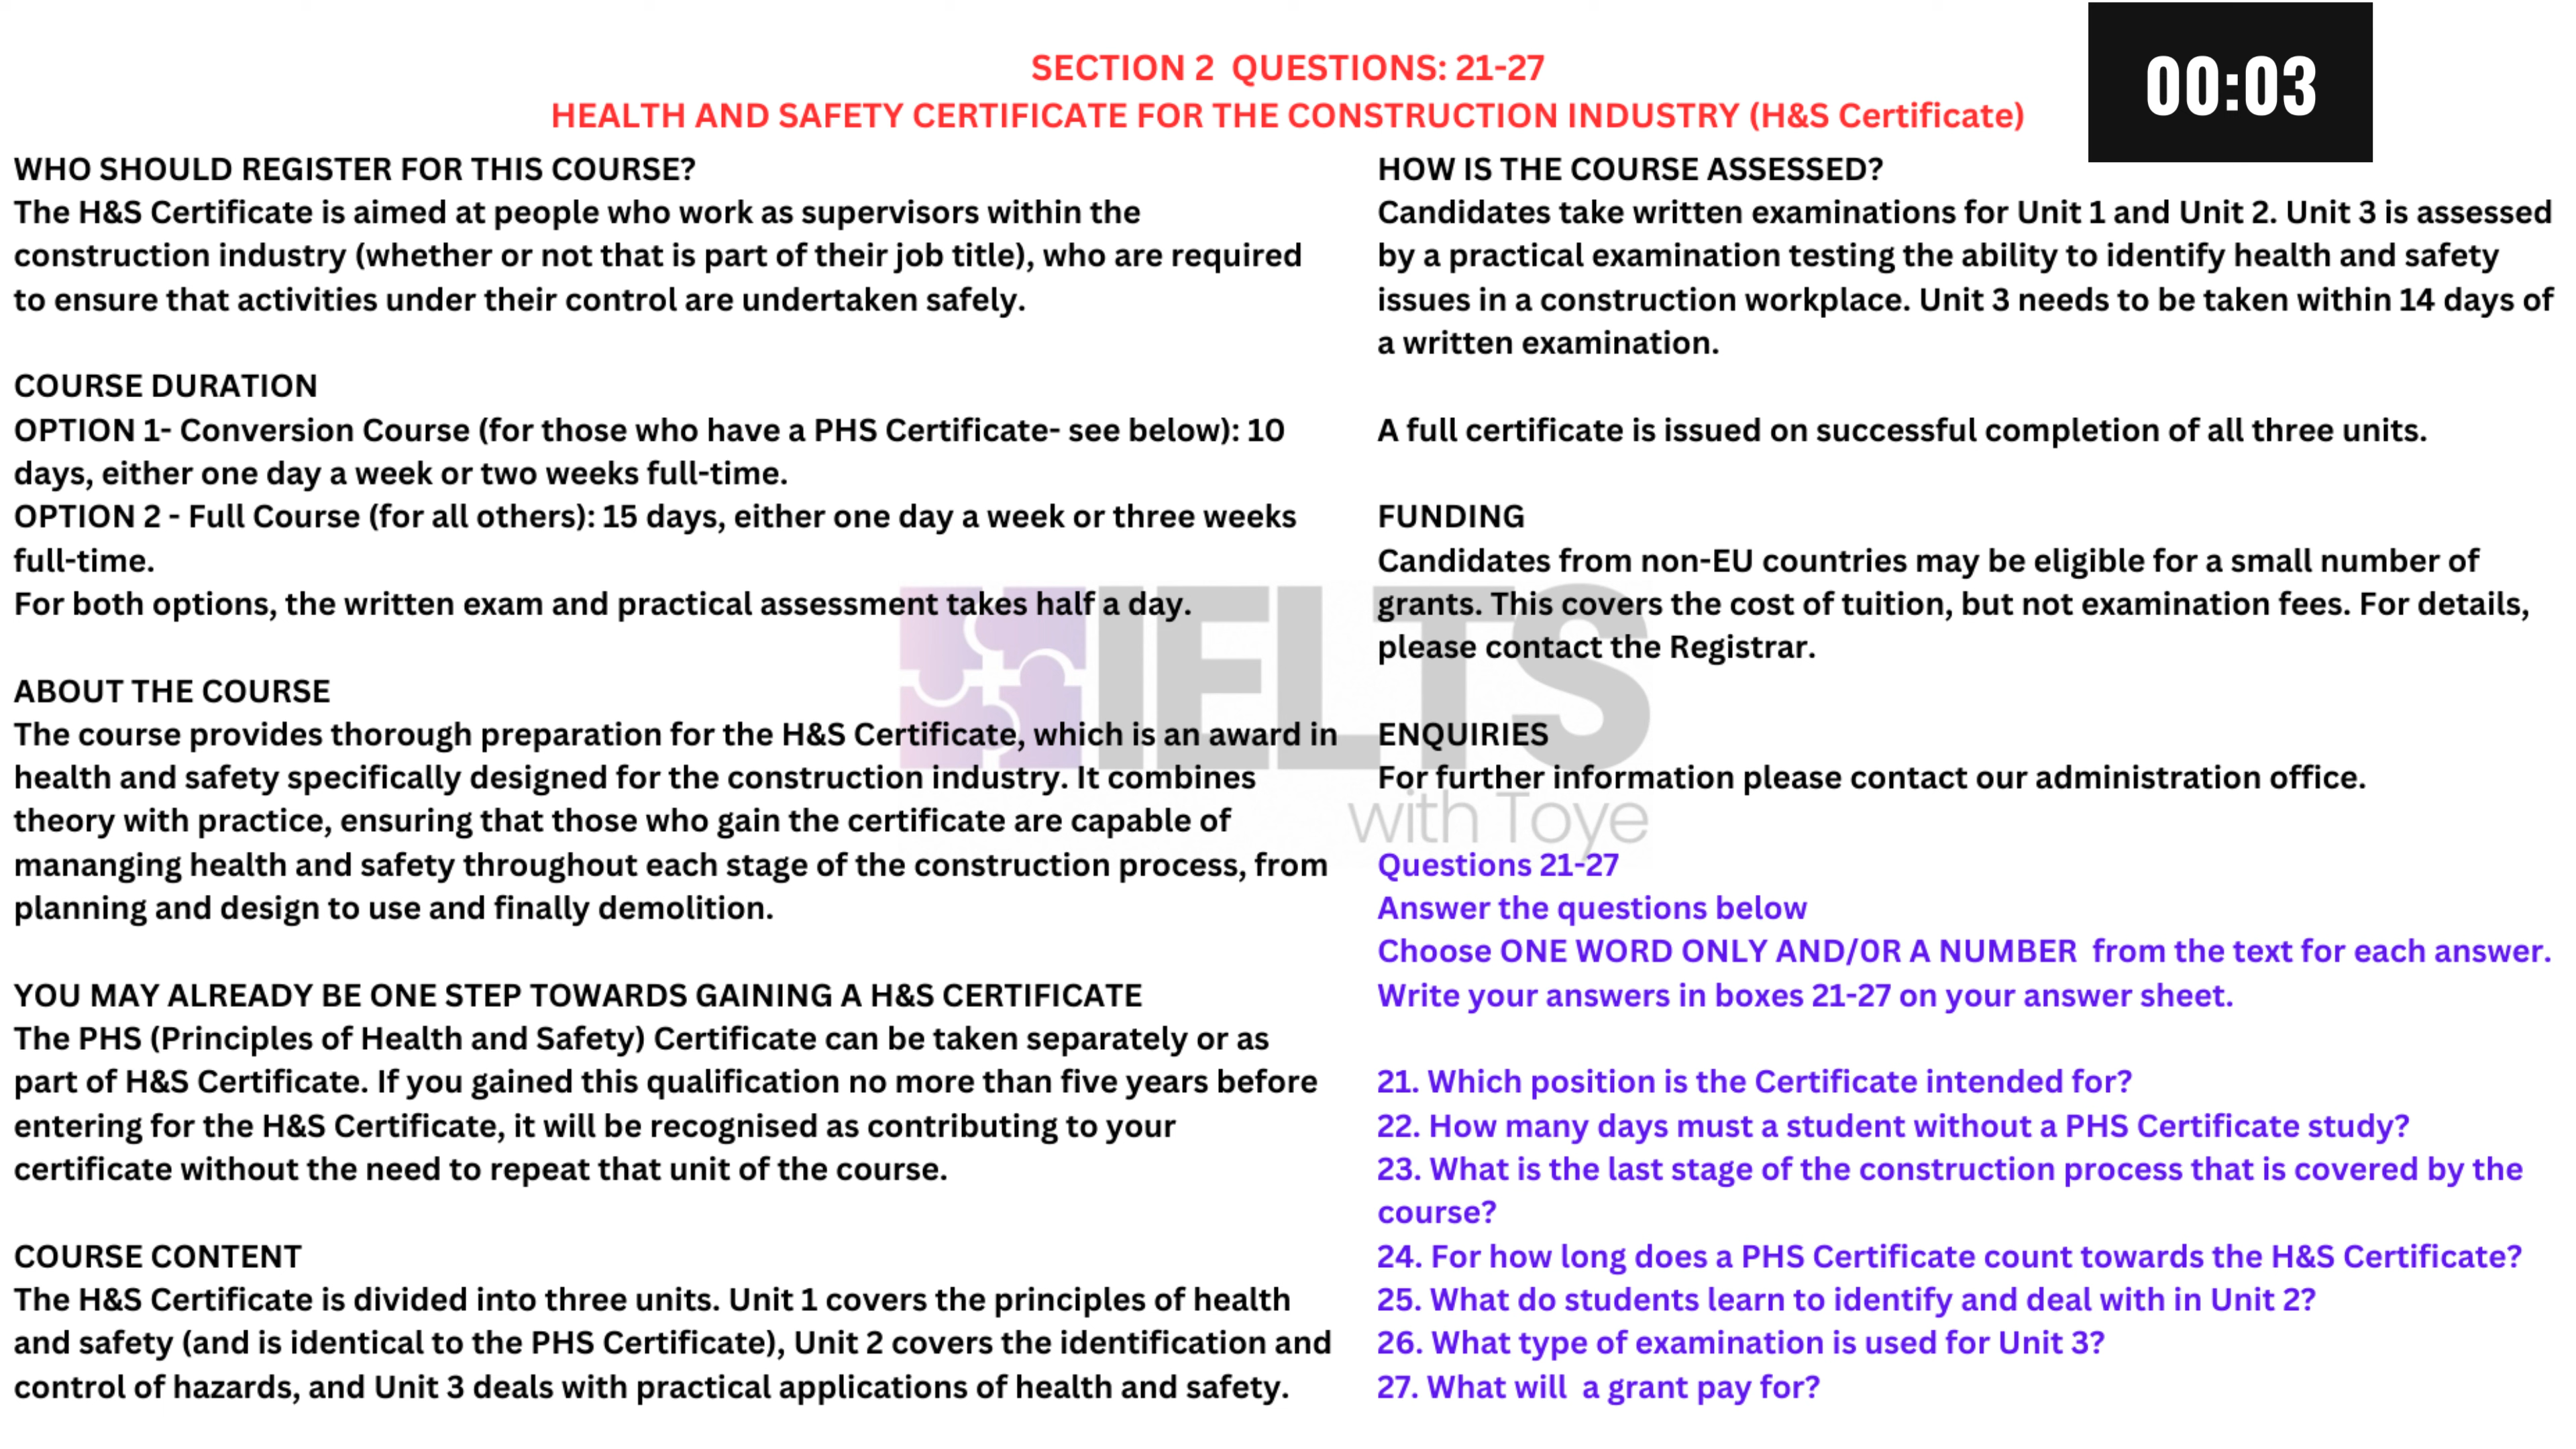 00:03
SECTION 2 QUESTIONS: 21-27
HEALTH AND SAFETY CERTIFICATE FOR THE CONSTRUCTION INDUSTRY (H&S Certificate)
WHO SHOULD REGISTER FOR THIS COURSE?
The H&S Certificate is aimed at people who work as supervisors within the
construction industry (whether or not that is part of their job title), who are required
to ensure that activities under their control are undertaken safely.
COURSE DURATION
OPTION 1- Conversion Course (for those who have a PHS Certificate- see below): 10
days, either one day a week or two weeks full-time.
OPTION 2 - Full Course (for all others): 15 days, either one day a week or three weeks
full-time.
For both options, the written exam and practical assessment takes half a day.
ABOUT THE COURSE
The course provides thorough preparation for the H&S Certificate, which is an award in
health and safety specifically designed for the construction industry. It combines
theory with practice, ensuring that those who gain the certificate are capable of
mananging health and safety throughout each stage of the construction process, from
planning and design to use and finally demolition.
YOU MAY ALREADY BE ONE STEP TOWARDS GAINING A H&S CERTIFICATE
The PHS (Principles of Health and Safety) Certificate can be taken separately or as
part of H&S Certificate. If you gained this qualification no more than five years before
entering for the H&S Certificate, it will be recognised as contributing to your
certificate without the need to repeat that unit of the course.
COURSE CONTENT
The H&S Certificate is divided into three units. Unit 1 covers the principles of health
and safety (and is identical to the PHS Certificate), Unit 2 covers the identification and
control of hazards, and Unit 3 deals with practical applications of health and safety.
HOW IS THE COURSE ASSESSED?
Candidates take written examinations for Unit 1 and Unit 2. Unit 3 is assessed
by a practical examination testing the ability to identify health and safety
issues in a construction workplace. Unit 3 needs to be taken within 14 days of
a written examination.
A full certificate is issued on successful completion of all three units.
FUNDING
Candidates from non-EU countries may be eligible for a small number of
grants. This covers the cost of tuition, but not examination fees. For details,
please contact the Registrar.
ENQUIRIES
For further information please contact our administration office.
IELTS
with Toye
Questions 21-27
Answer the questions below
Choose ONE WORD ONLY AND/0R A NUMBER from the text for each answer.
Write your answers in boxes 21-27 on your answer sheet.
21. Which position is the Certificate intended for?
22. How many days must a student without a PHS Certificate study?
23. What is the last stage of the construction process that is covered by the
course?
24. For how long does a PHS Certificate count towards the H&S Certificate?
25. What do students learn to identify and deal with in Unit 2?
26. What type of examination is used for Unit 3?
27. What will a grant pay for?